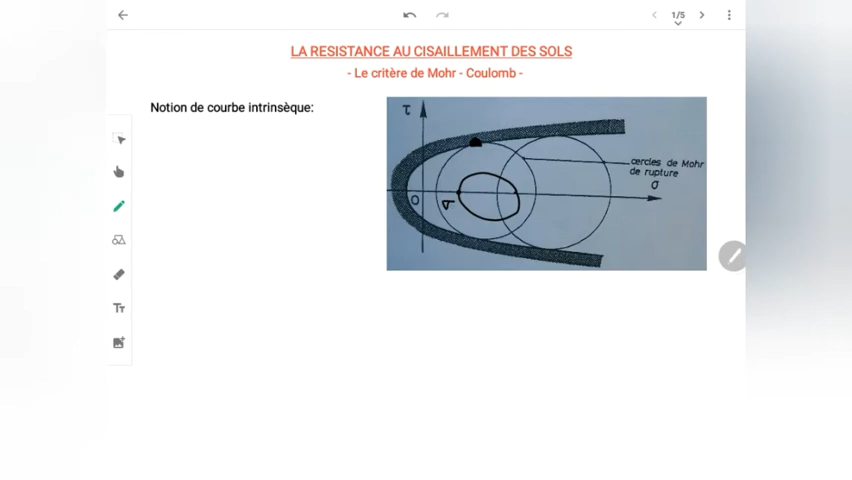 1/5
LA RESISTANCE AU CISAILLEMENT DES SOLS
- Le critère de Mohr - Coulomb -
Notion de courbe intrinsèque:
τ
cercles de Mohr
de rupture
σ
O
σ
Tт